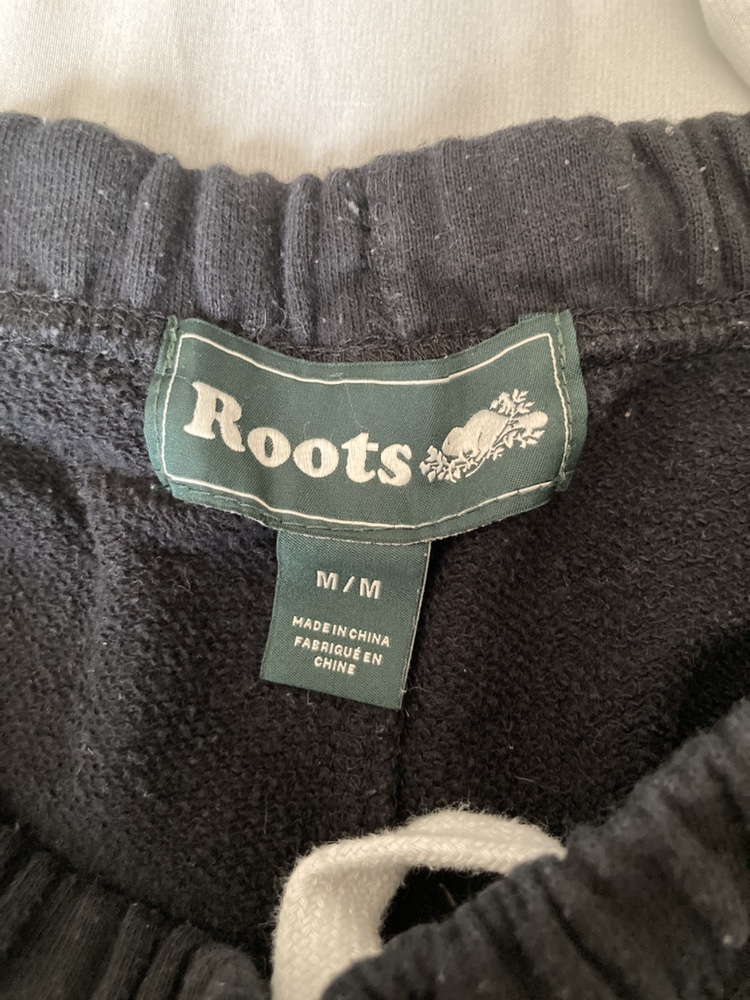 Roots
M/M
MADE IN CHINA
FABRIQUÉ EN
CHINE